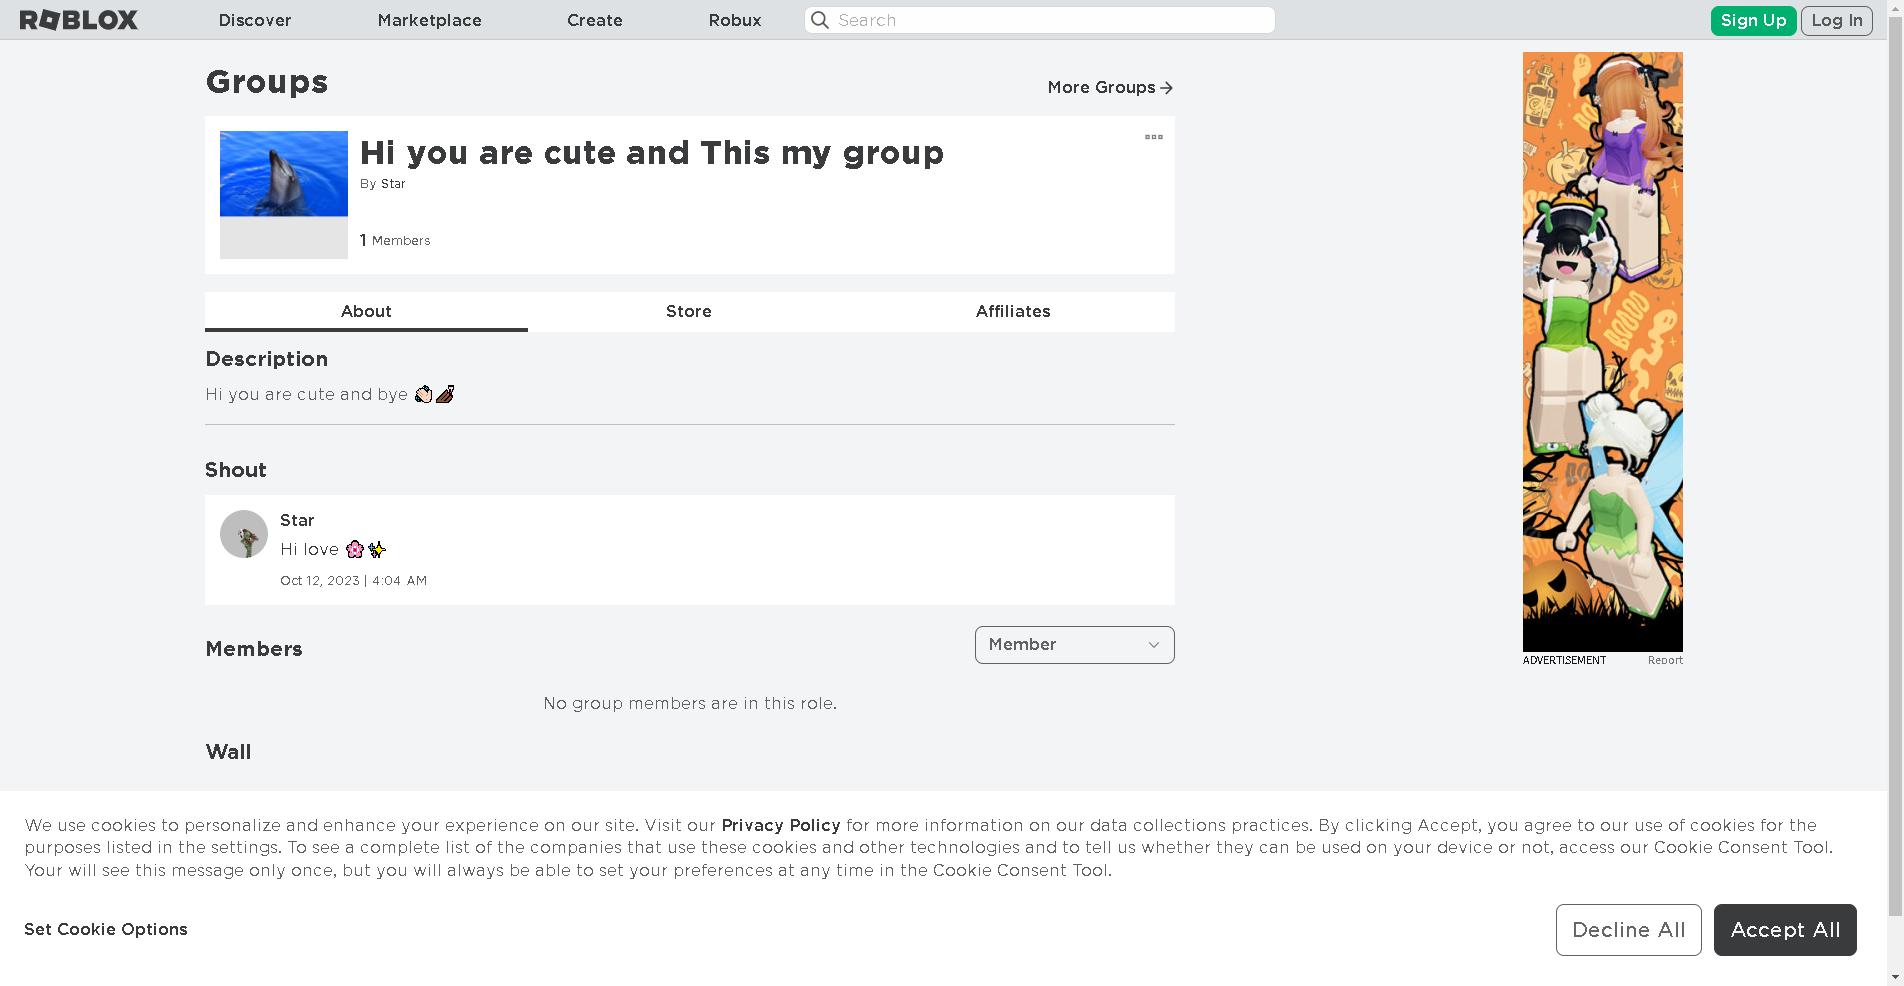 ROBLOX
Discover
Marketplace
Create
Robux
Search
Sign Up
Log In
Groups
More Groups
Hi you are cute and This my group
By Star
1 Members
About
Store
Affiliates
Description
Hi you are cute and bye 
Shout
Star
Hi love 🌸✨
Oct 12, 2023 | 4:04 AM
Members
Member
No group members are in this role.
Wall
ADVERTISEMENT
Report
We use cookies to personalize and enhance your experience on our site. Visit our Privacy Policy for more information on our data collections practices. By clicking Accept, you agree to our use of cookies for the
purposes listed in the settings. To see a complete list of the companies that use these cookies and other technologies and to tell us whether they can be used on your device or not, access our Cookie Consent Tool.
Your will see this message only once, but you will always be able to set your preferences at any time in the Cookie Consent Tool.
Set Cookie Options
Decline All
Accept All